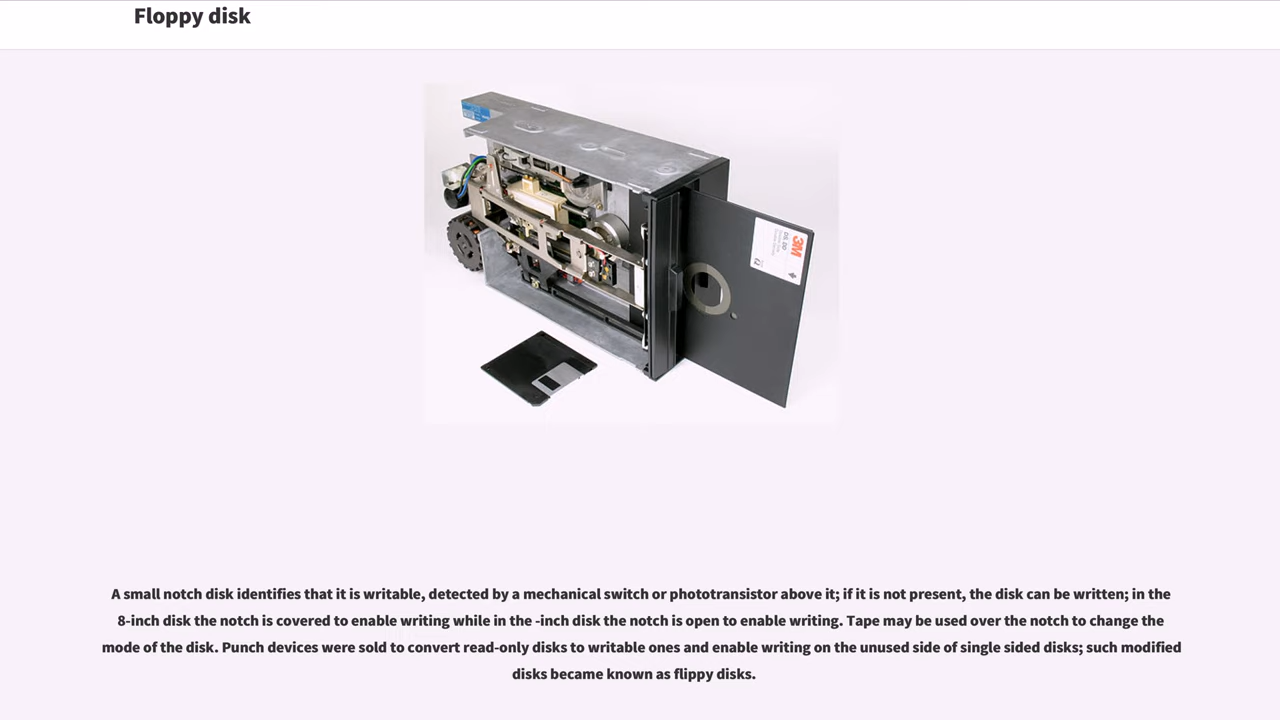 Floppy disk
3M
DS, DD
A small notch disk identifies that it is writable, detected by a mechanical switch or phototransistor above it; if it is not present, the disk can be written; in the
8-inch disk the notch is covered to enable writing while in the -inch disk the notch is open to enable writing. Tape may be used over the notch to change the
mode of the disk. Punch devices were sold to convert read-only disks to writable ones and enable writing on the unused side of single sided disks; such modified
disks became known as flippy disks.